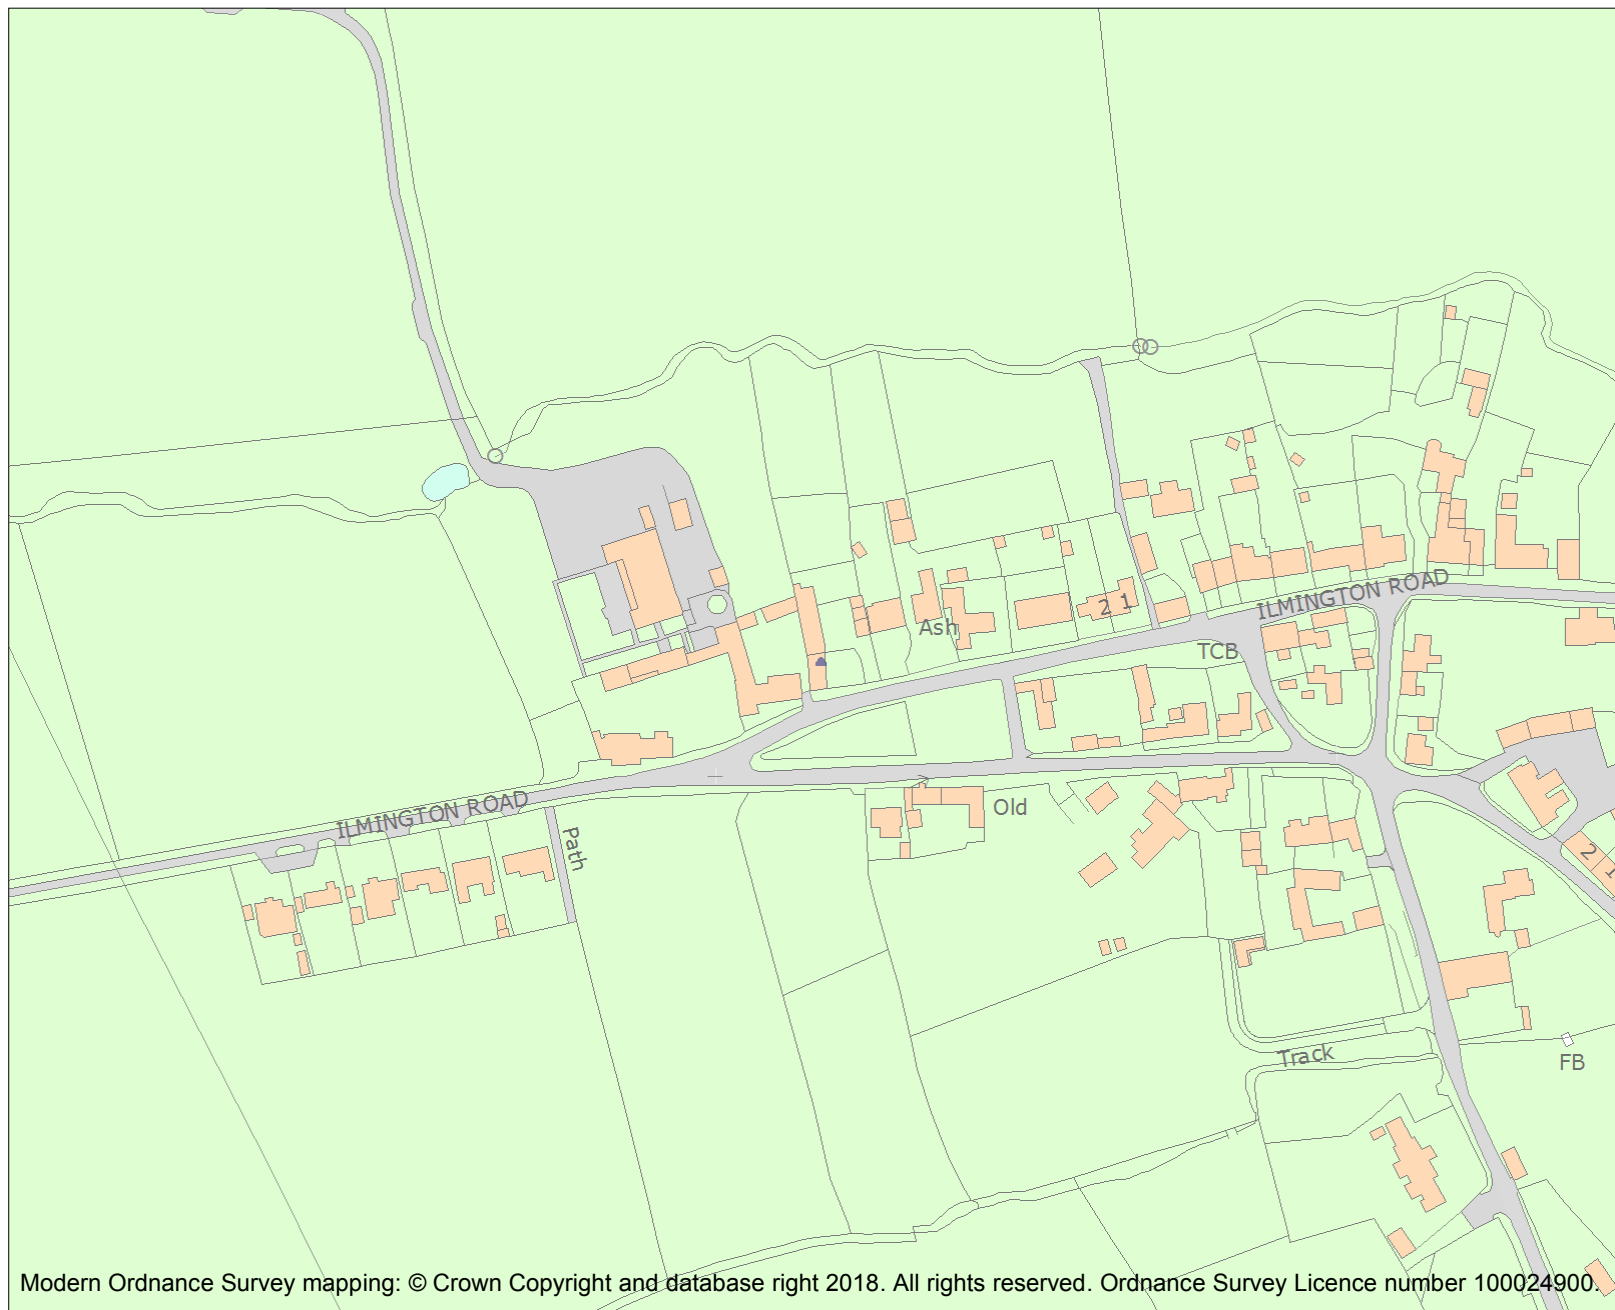 ILMINGTON ROAD
2 1
Ash
TCB
ILMINGTON ROAD
Path
Old
2
1
Track
FB
Modern Ordnance Survey mapping: © Crown Copyright and database right 2018. All rights reserved. Ordnance Survey Licence number 100024900.